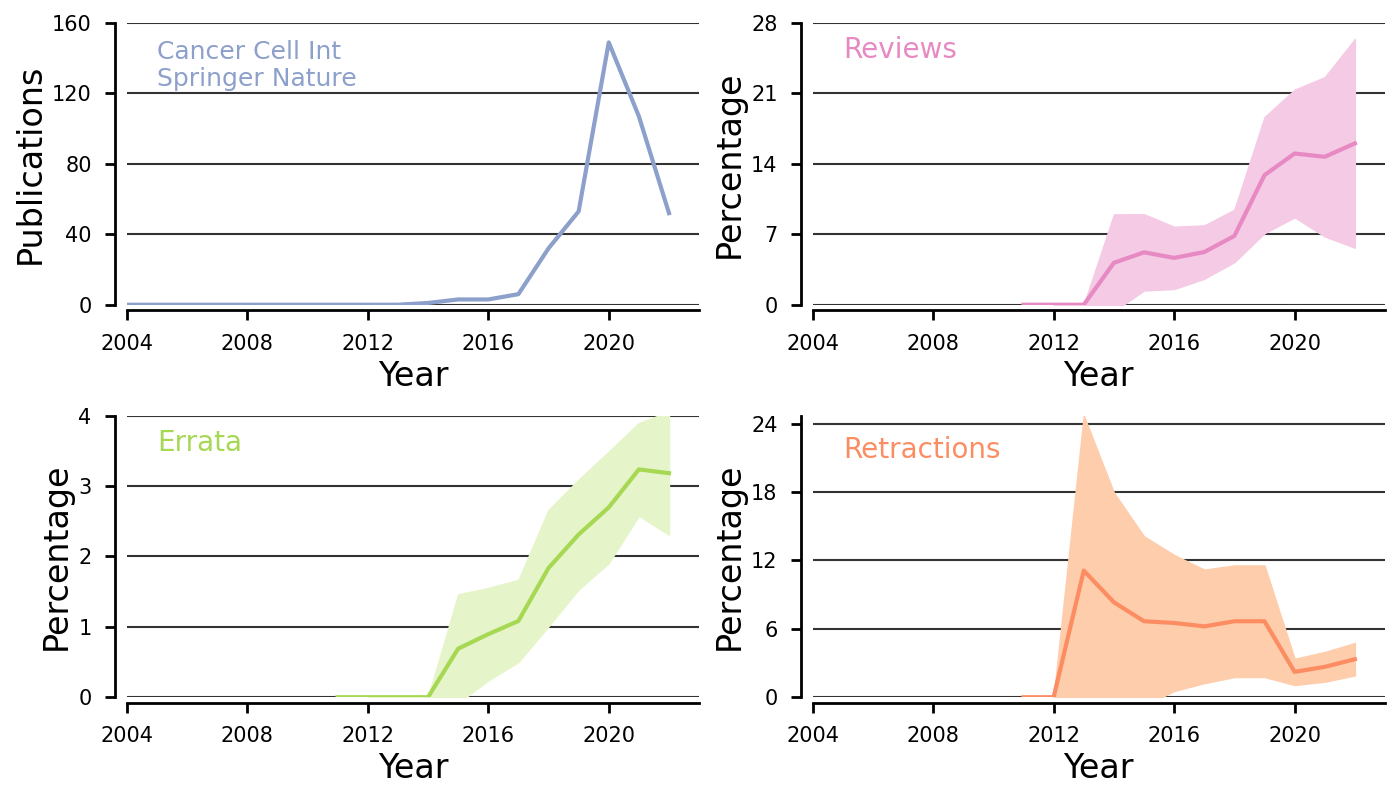 160
120
80
40
0
Publications
Cancer Cell Int
Springer Nature
2004 2008 2012 2016 2020
Year
28
21
14
7
0
Percentage
Reviews
2004 2008 2012 2016 2020
Year
4
3
2
1
0
Percentage
Errata
2004 2008 2012 2016 2020
Year
24
18
12
6
0
Percentage
Retractions
2004 2008 2012 2016 2020
Year